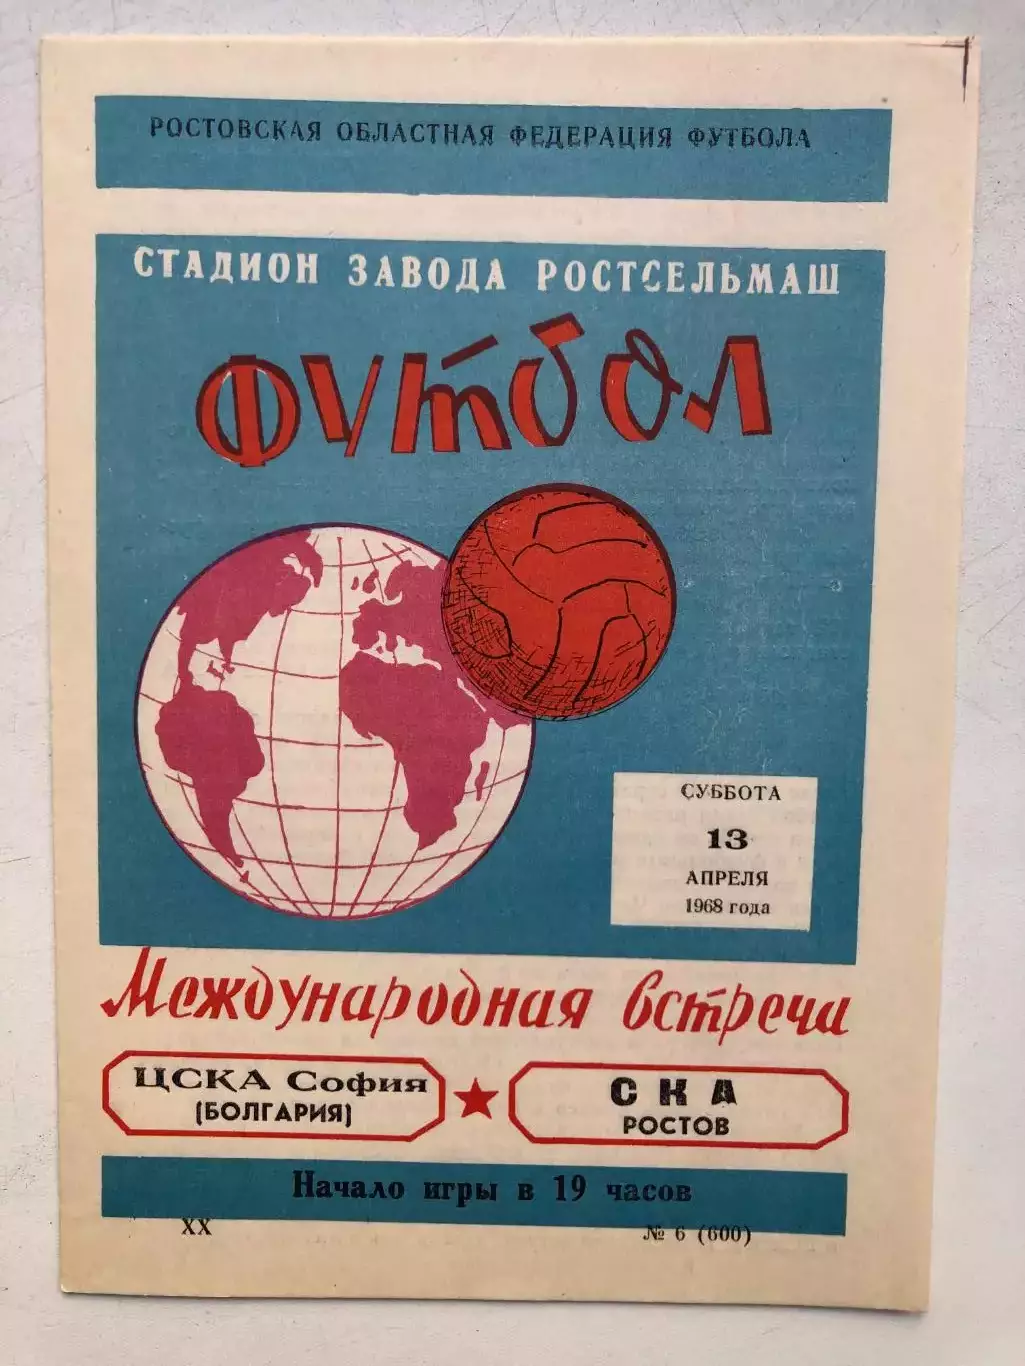 РОСТОВСКАЯ ОБЛАСТНАЯ ФЕДЕРАЦИЯ ФУТБОЛА
СТАДИОН ЗАВОДА РОСТСЕЛЬМАШ
ФУТБОЛ
СУББОТА
13
АПРЕЛЯ
1968 года
Международная встреча
ЦСКА София
(БОЛГАРИЯ)
СКА
РОСТОВ
Начало игры в 19 часов
XX
№ 6 (600)